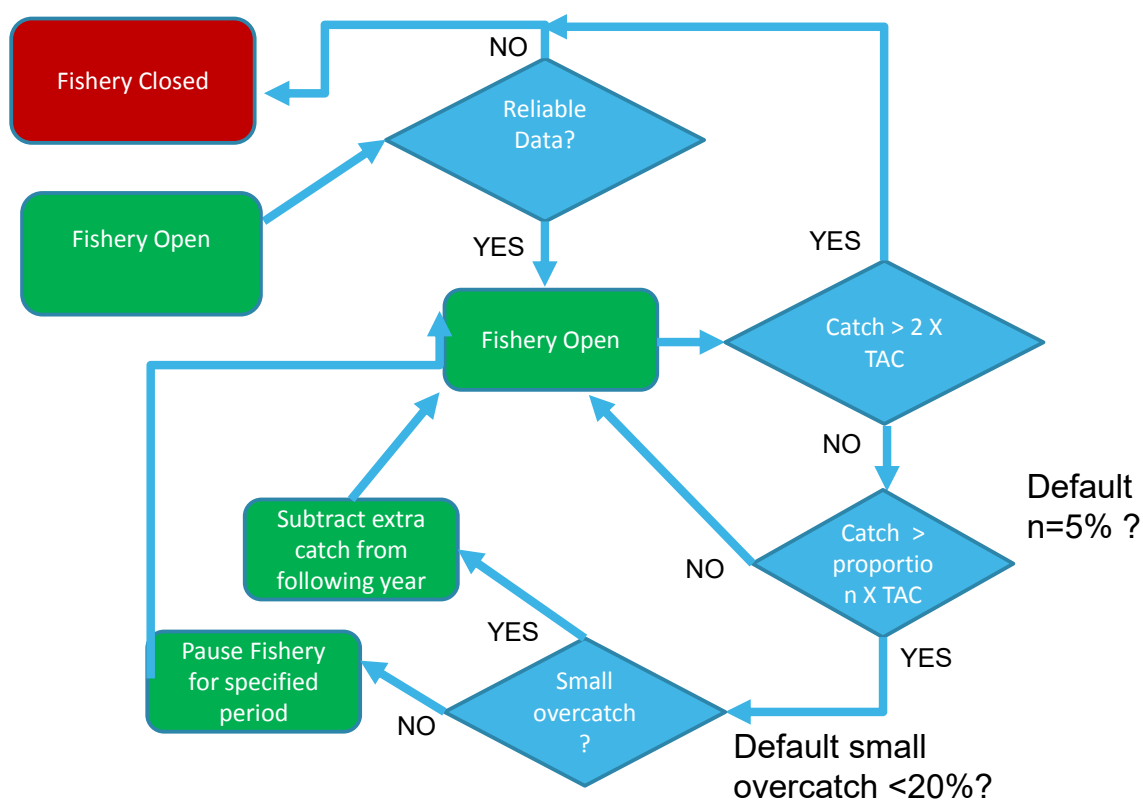 Fishery Closed
NO
Reliable
Data?
Fishery Open
YES
YES
Fishery Open
Catch > 2 X
TAC
NO
Default
n=5% ?
Subtract extra
catch from
following year
Catch >
proportio
n X TAC
NO
YES
YES
Pause Fishery
for specified
period
Small
overcatch
?
NO
Default small
overcatch <20%?